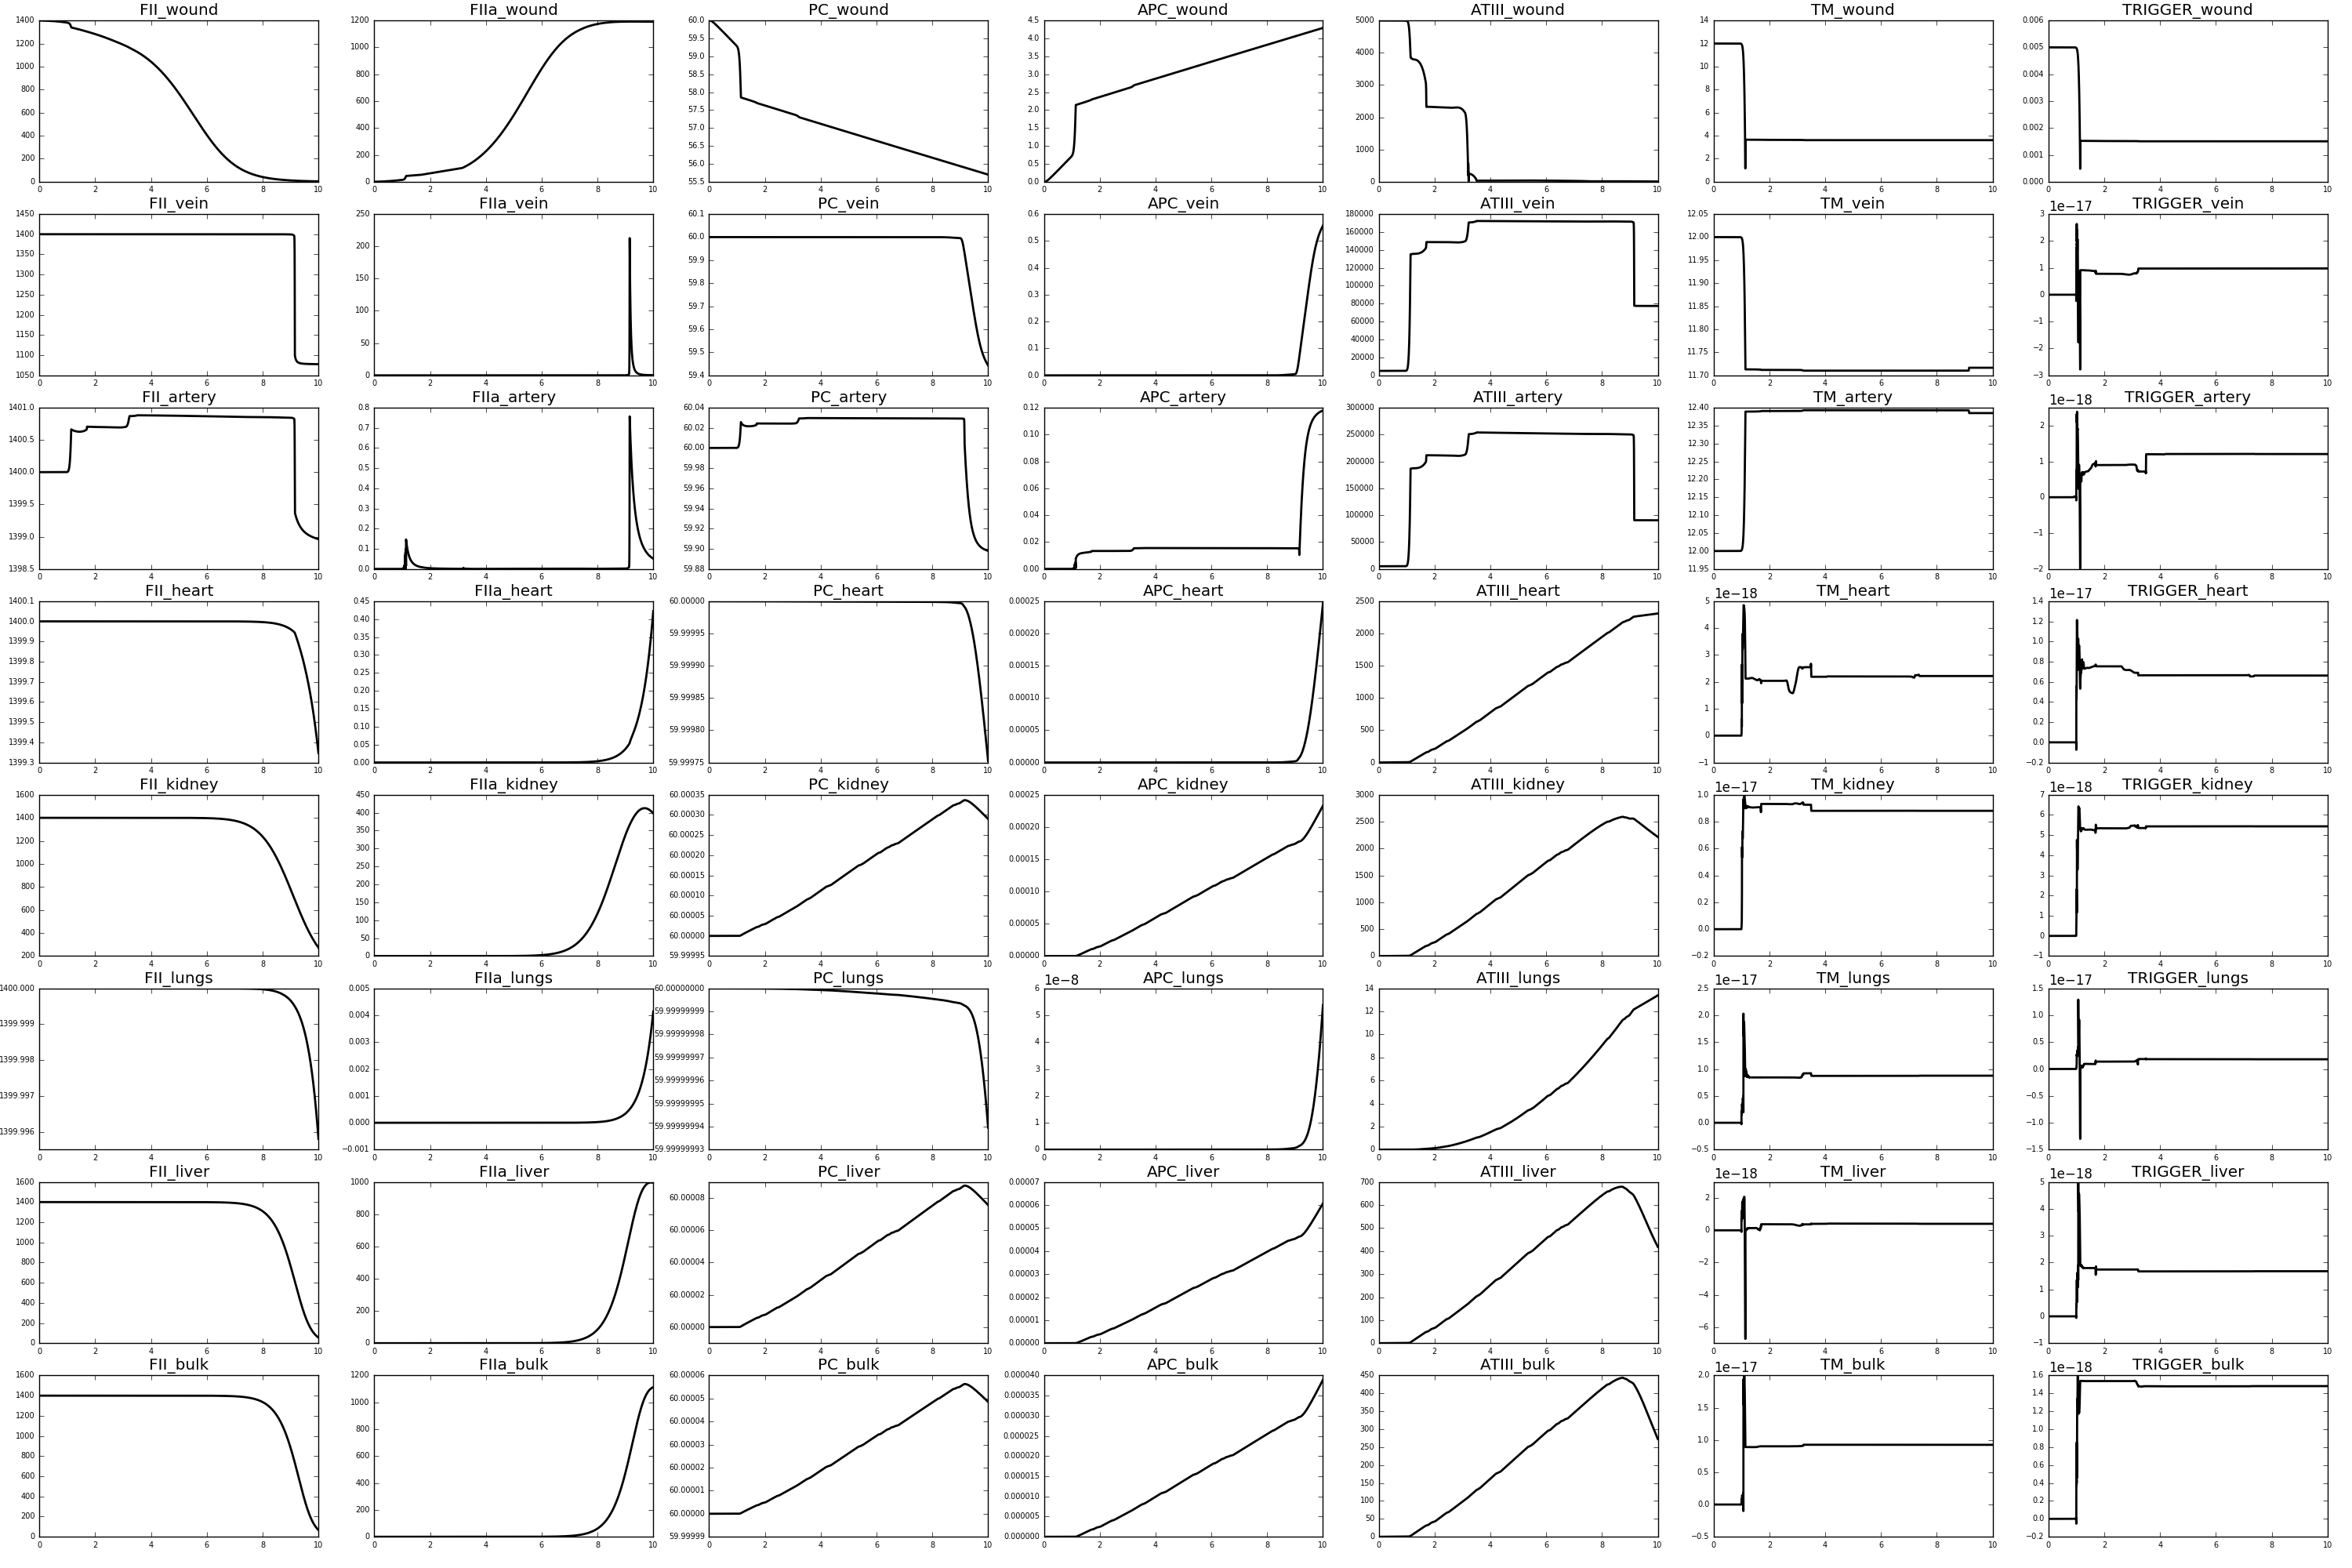 FII_wound
1400 1200 1000 800 600 400 200 0
0 2 4 6 8 10
FIIa_wound
1200 1000 800 600 400 200 0
0 2 4 6 8 10
PC_wound
60.0 59.5 59.0 58.5 58.0 57.5 57.0 56.5 56.0 55.5
0 2 4 6 8 10
APC_wound
4.5 4.0 3.5 3.0 2.5 2.0 1.5 1.0 0.5 0.0
0 2 4 6 8 10
ATIII_wound
5000 4000 3000 2000 1000 0
0 2 4 6 8 10
TM_wound
14 12 10 8 6 4 2 0
0 2 4 6 8 10
TRIGGER_wound
0.006 0.005 0.004 0.003 0.002 0.001 0.000
0 2 4 6 8 10
FII_vein
1450 1400 1350 1300 1250 1200 1150 1100 1050
0 2 4 6 8 10
FIIa_vein
250 200 150 100 50 0
0 2 4 6 8 10
PC_vein
60.1 60.0 59.9 59.8 59.7 59.6 59.5 59.4
0 2 4 6 8 10
APC_vein
0.6 0.5 0.4 0.3 0.2 0.1 0.0
0 2 4 6 8 10
ATIII_vein
180000 160000 140000 120000 100000 80000 60000 40000 20000 0
0 2 4 6 8 10
TM_vein
12.05 12.00 11.95 11.90 11.85 11.80 11.75 11.70
0 2 4 6 8 10
TRIGGER_vein
1e−17
3 2 1 0 −1 −2 −3
0 2 4 6 8 10
FII_artery
1401.0 1400.5 1400.0 1399.5 1399.0 1398.5
0 2 4 6 8 10
FIIa_artery
0.8 0.7 0.6 0.5 0.4 0.3 0.2 0.1 0.0
0 2 4 6 8 10
PC_artery
60.04 60.02 60.00 59.98 59.96 59.94 59.92 59.90 59.88
0 2 4 6 8 10
APC_artery
0.12 0.10 0.08 0.06 0.04 0.02 0.00
0 2 4 6 8 10
ATIII_artery
300000 250000 200000 150000 100000 50000 0
0 2 4 6 8 10
TM_artery
12.40 12.35 12.30 12.25 12.20 12.15 12.10 12.05 12.00 11.95
0 2 4 6 8 10
TRIGGER_artery
1e−18
2 1 0 −1 −2
0 2 4 6 8 10
FII_heart
1400.1 1400.0 1399.9 1399.8 1399.7 1399.6 1399.5 1399.4 1399.3
0 2 4 6 8 10
FIIa_heart
0.45 0.40 0.35 0.30 0.25 0.20 0.15 0.10 0.05 0.00
0 2 4 6 8 10
PC_heart
60.00000 59.99995 59.99990 59.99985 59.99980 59.99975
0 2 4 6 8 10
APC_heart
0.00025 0.00020 0.00015 0.00010 0.00005 0.00000
0 2 4 6 8 10
ATIII_heart
2500 2000 1500 1000 500 0
0 2 4 6 8 10
TM_heart
1e−18
5 4 3 2 1 0 −1
0 2 4 6 8 10
TRIGGER_heart
1e−17
1.4 1.2 1.0 0.8 0.6 0.4 0.2 0.0 −0.2
0 2 4 6 8 10
FII_kidney
1600 1400 1200 1000 800 600 400 200
0 2 4 6 8 10
FIIa_kidney
450 400 350 300 250 200 150 100 50 0
0 2 4 6 8 10
PC_kidney
60.00035 60.00030 60.00025 60.00020 60.00015 60.00010 60.00005 60.00000 59.99995
0 2 4 6 8 10
APC_kidney
0.00025 0.00020 0.00015 0.00010 0.00005 0.00000
0 2 4 6 8 10
ATIII_kidney
3000 2500 2000 1500 1000 500 0
0 2 4 6 8 10
TM_kidney
1e−17
1.0 0.8 0.6 0.4 0.2 0.0 −0.2
0 2 4 6 8 10
TRIGGER_kidney
1e−18
7 6 5 4 3 2 1 0 −1
0 2 4 6 8 10
FII_lungs
1400.000 1399.999 1399.998 1399.997 1399.996
0 2 4 6 8 10
FIIa_lungs
0.005 0.004 0.003 0.002 0.001 0.000 −0.001
0 2 4 6 8 10
PC_lungs
60.00000000 59.99999999 59.99999998 59.99999997 59.99999996 59.99999995 59.99999994 59.99999993
0 2 4 6 8 10
APC_lungs
1e−8
6 5 4 3 2 1 0
0 2 4 6 8 10
ATIII_lungs
14 12 10 8 6 4 2 0
0 2 4 6 8 10
TM_lungs
1e−17
2.5 2.0 1.5 1.0 0.5 0.0 −0.5
0 2 4 6 8 10
TRIGGER_lungs
1e−17
1.5 1.0 0.5 0.0 −0.5 −1.0 −1.5
0 2 4 6 8 10
FII_liver
1600 1400 1200 1000 800 600 400 200 0
0 2 4 6 8 10
FIIa_liver
1000 800 600 400 200 0
0 2 4 6 8 10
PC_liver
60.00008 60.00006 60.00004 60.00002 60.00000
0 2 4 6 8 10
APC_liver
0.00007 0.00006 0.00005 0.00004 0.00003 0.00002 0.00001 0.00000
0 2 4 6 8 10
ATIII_liver
700 600 500 400 300 200 100 0
0 2 4 6 8 10
TM_liver
1e−18
2 0 −2 −4 −6
0 2 4 6 8 10
TRIGGER_liver
1e−18
5 4 3 2 1 0 −1
0 2 4 6 8 10
FII_bulk
1600 1400 1200 1000 800 600 400 200 0
0 2 4 6 8 10
FIIa_bulk
1200 1000 800 600 400 200 0
0 2 4 6 8 10
PC_bulk
60.00006 60.00005 60.00004 60.00003 60.00002 60.00001 60.00000 59.99999
0 2 4 6 8 10
APC_bulk
0.000040 0.000035 0.000030 0.000025 0.000020 0.000015 0.000010 0.000005 0.000000
0 2 4 6 8 10
ATIII_bulk
450 400 350 300 250 200 150 100 50 0
0 2 4 6 8 10
TM_bulk
1e−17
2.0 1.5 1.0 0.5 0.0 −0.5
0 2 4 6 8 10
TRIGGER_bulk
1e−18
1.6 1.4 1.2 1.0 0.8 0.6 0.4 0.2 0.0 −0.2
0 2 4 6 8 10